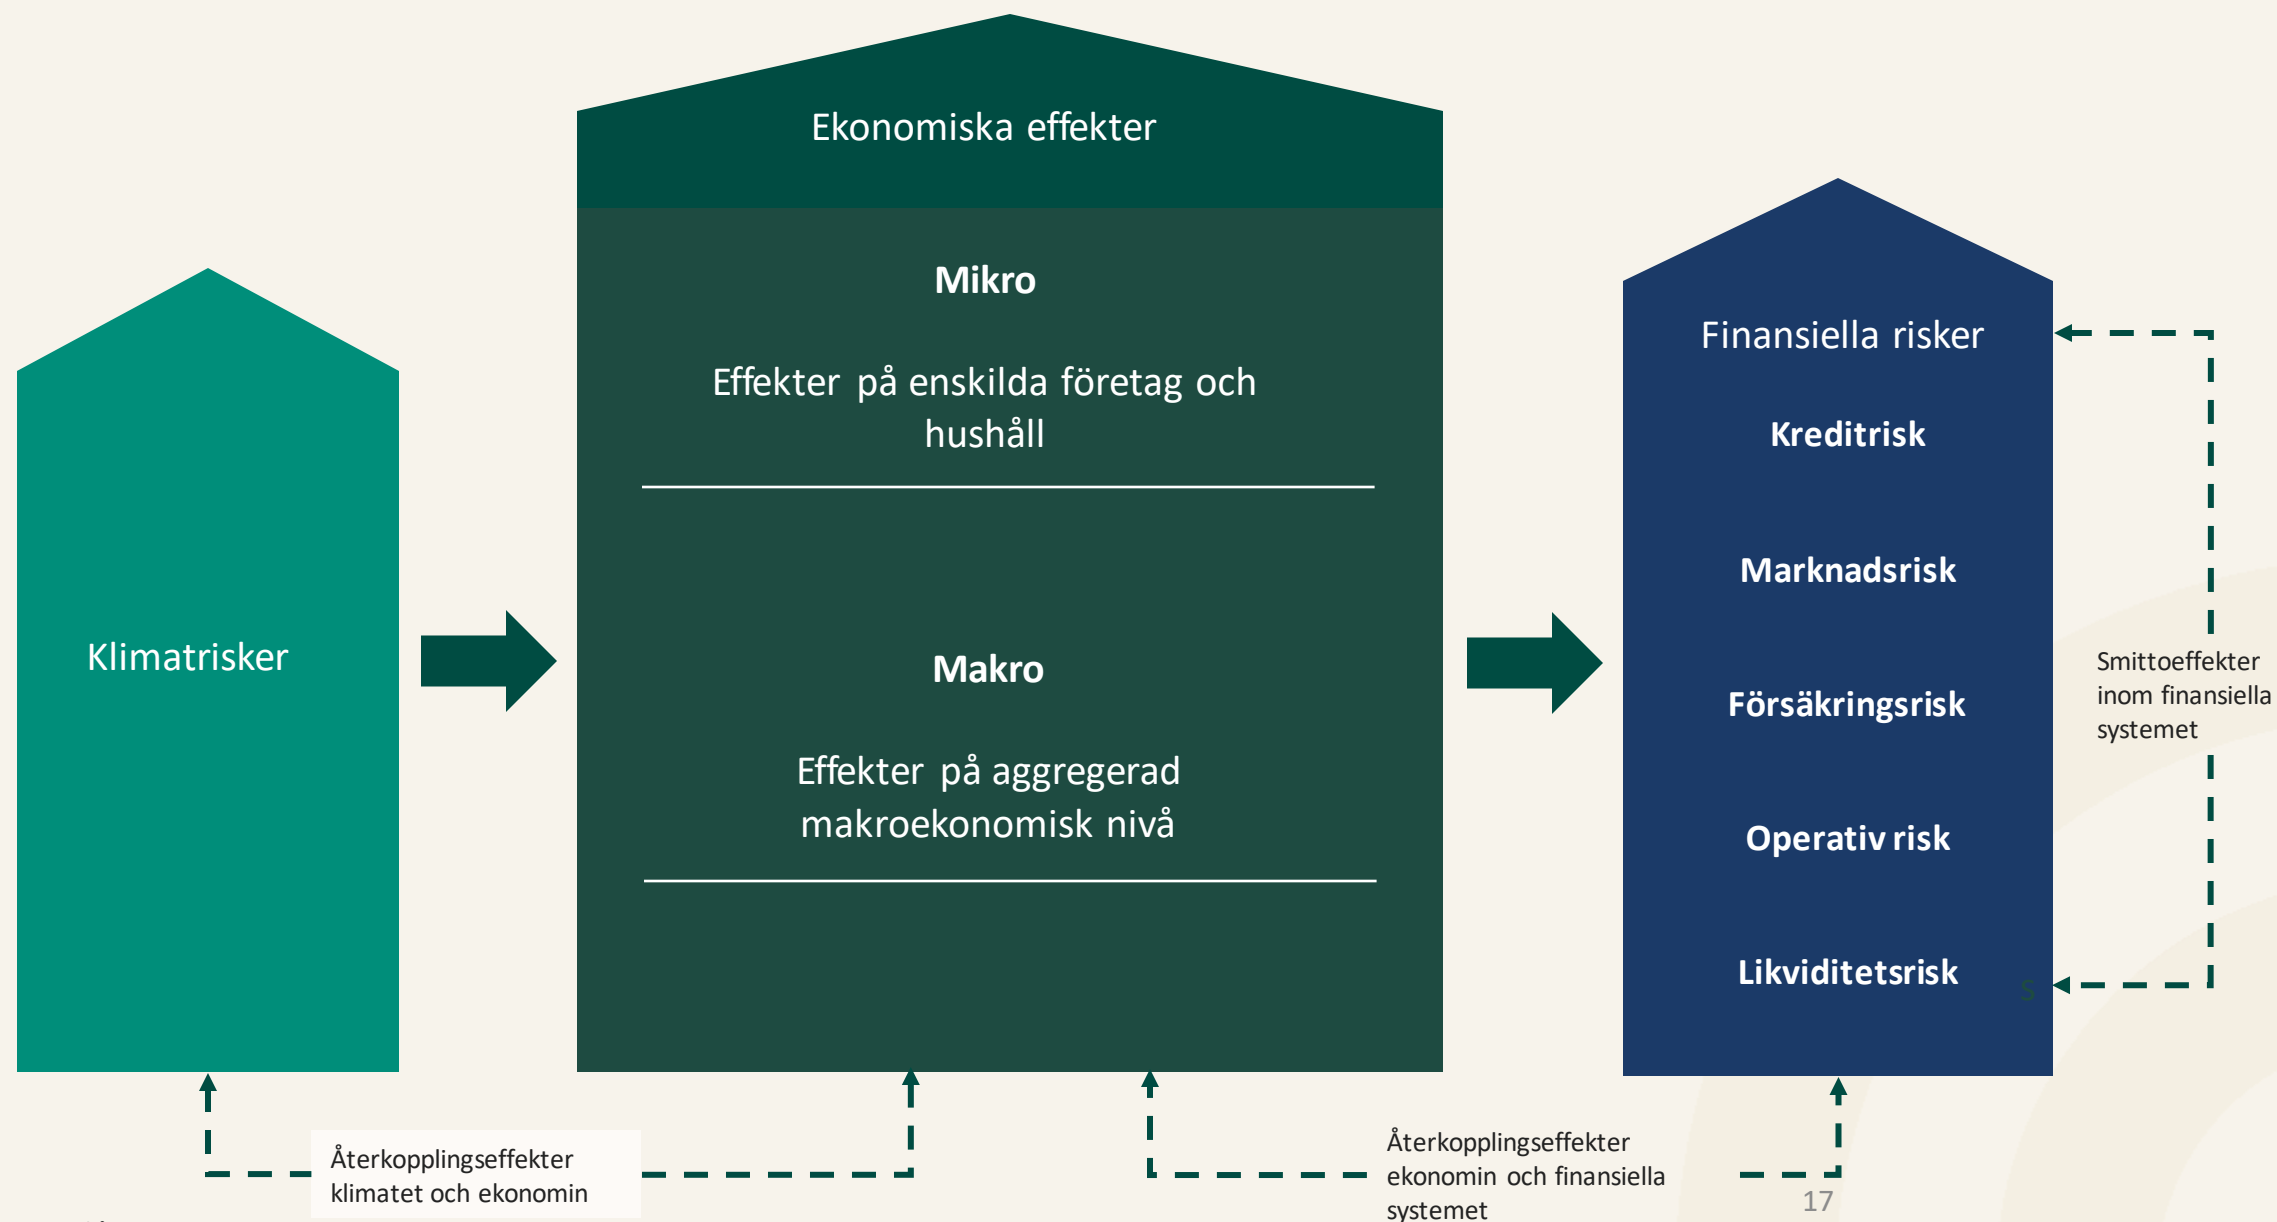 Ekonomiska effekter
Mikro
Effekter på enskilda företag och
hushåll
Makro
Effekter på aggregerad
makroekonomisk nivå
Klimatrisker
Finansiella risker
Kreditrisk
Marknadsrisk
Försäkringsrisk
Operativ risk
Likviditetsrisk
S
Smittoeffekter
inom finansiella
systemet
Återkopplingseffekter
klimatet och ekonomin
Återkopplingseffekter
ekonomin och finansiella
systemet
17